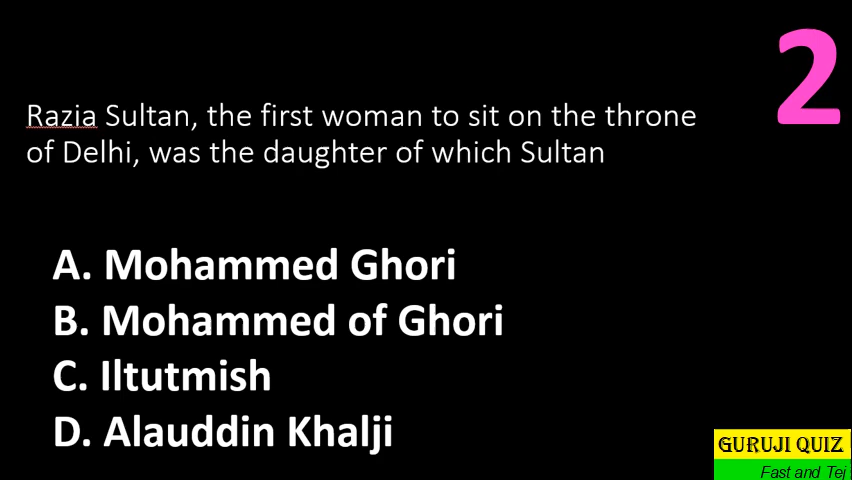 2
Razia Sultan, the first woman to sit on the throne
of Delhi, was the daughter of which Sultan
A. Mohammed Ghori
B. Mohammed of Ghori
C. Iltutmish
D. Alauddin Khalji
GURUJI QUIZ
Fast and Tej